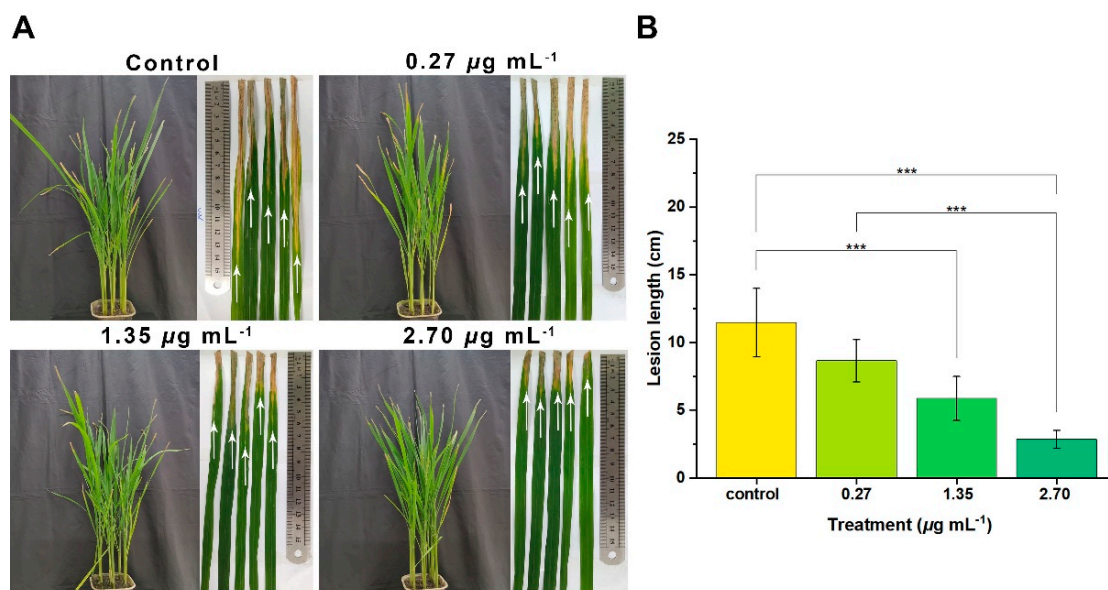 A
B
Control
0.27 µg mL-1
1.35 µg mL-1
2.70 µg mL-1
25
20
15
10
5
0
Lesion length (cm)
***
***
***
control
0.27
1.35
2.70
Treatment (µg mL-1)